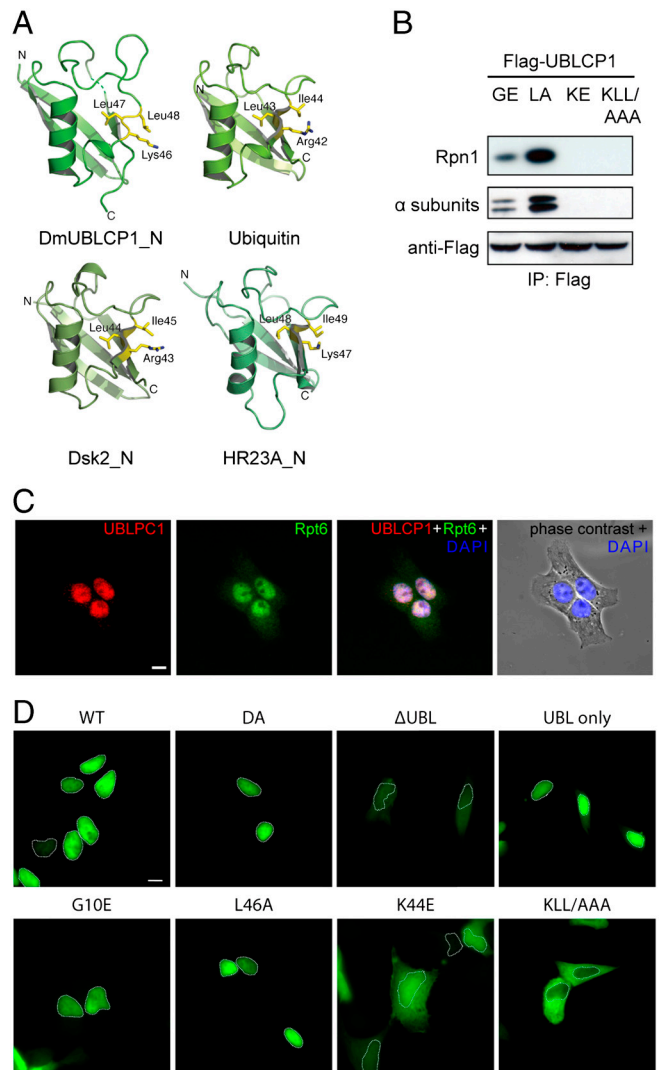 A
N
Leu47
Leu48
Lys46
C
DmUBLCP1_N
N
Leu43
Ile44
Arg42
C
Ubiquitin
N
Leu44
Ile45
Arg43
C
Dsk2_N
N
Leu48
Ile49
Lys47
C
HR23A_N
B
Flag-UBLCP1
GE LA KE KLL/
AAA
Rpn1
α subunits
anti-Flag
IP: Flag
C
UBLPC1
Rpt6
UBLCP1+Rpt6+
DAPI
phase contrast +
DAPI
D
WT
DA
ΔUBL
UBL only
G10E
L46A
K44E
KLL/AAA